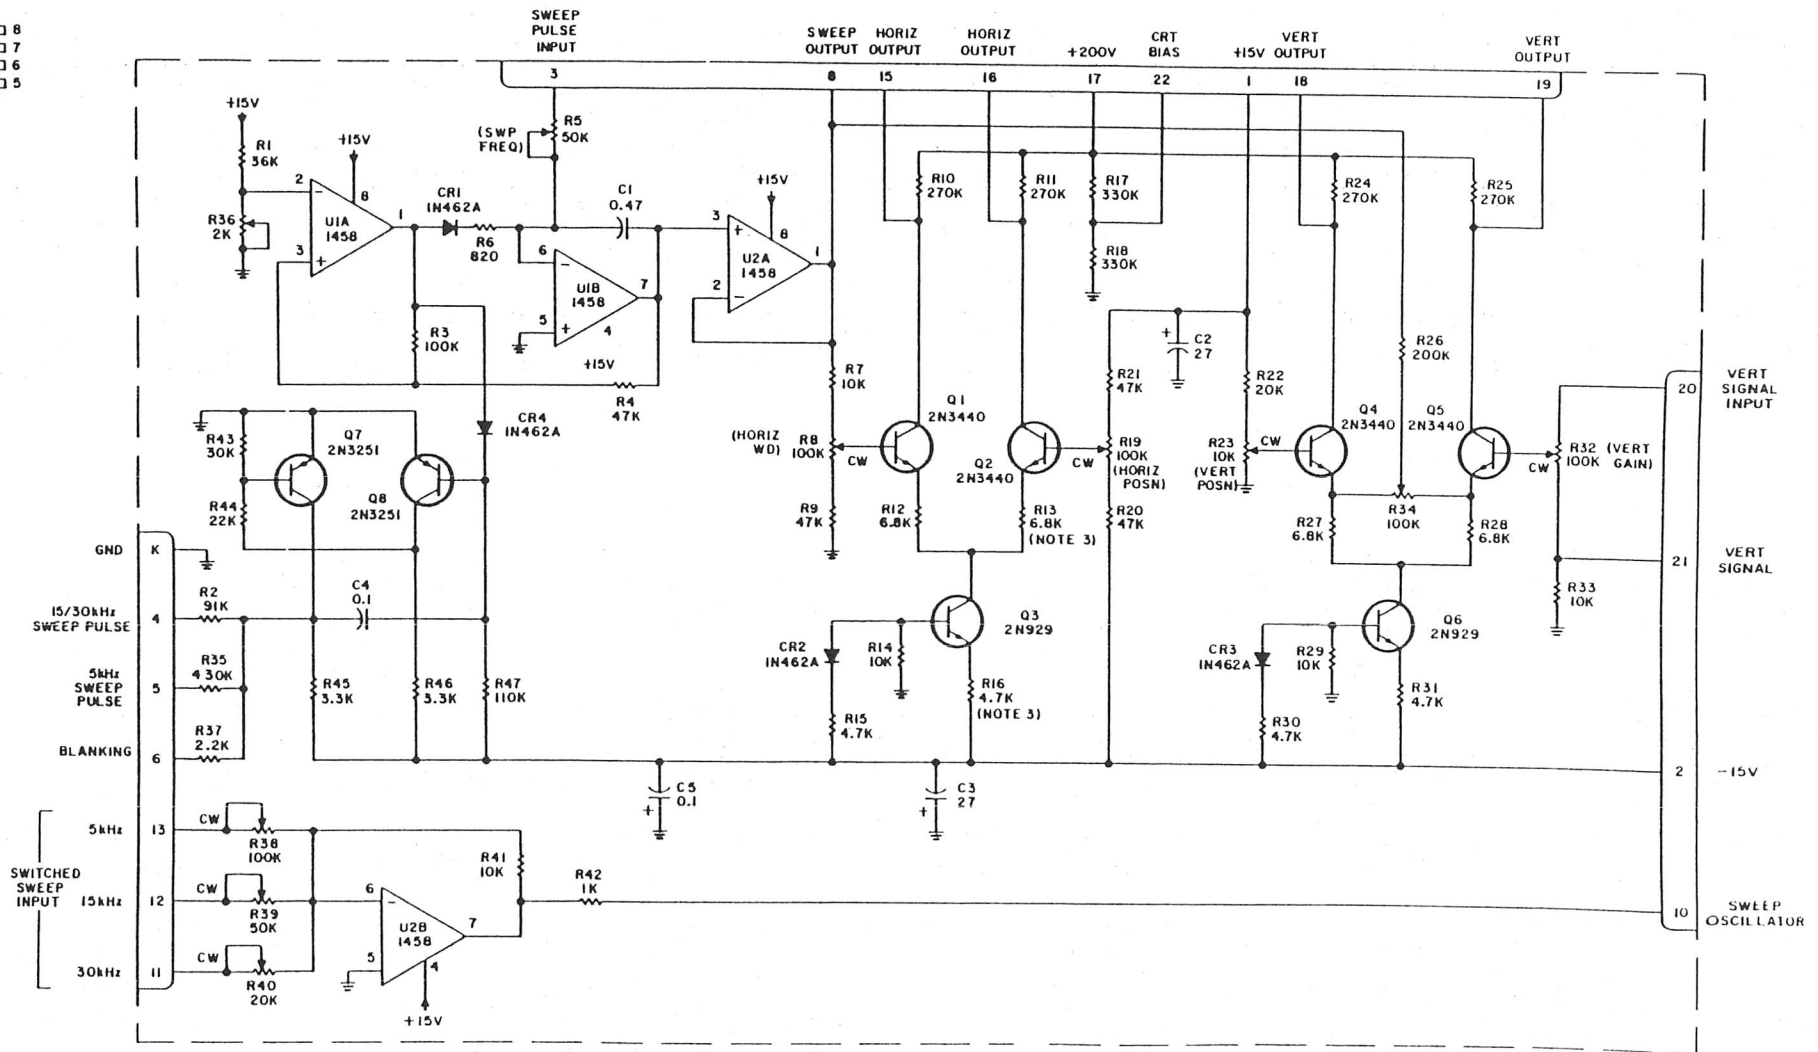 8
7
6
5
SWEEP
PULSE
INPUT
SWEEP
OUTPUT
HORIZ
OUTPUT
HORIZ
OUTPUT
+200V
CRT
BIAS
+15V
VERT
OUTPUT
VERT
OUTPUT
3
8
15
16
17
22
1
18
19
+15V
R1
36K
R36
2K
2
-
3
+
+15V
8
U1A
1458
1
CR1
1N462A
R6
820
(SWP
FREQ)
R5
50K
C1
0.47
6
-
5
+
U1B
1458
7
4
+15V
R3
100K
R4
47K
CR4
1N462A
+15V
3
+
8
U2A
1458
1
2
-
R7
10K
(HORIZ
WD)
R8
100K
CW
R9
47K
R10
270K
R11
270K
R17
330K
R18
330K
Q1
2N3440
Q2
2N3440
CW
R12
6.8K
R13
6.8K
(NOTE 3)
R21
47K
R19
100K
(HORIZ
POSN)
R20
47K
C2
27
+
R22
20K
R23
10K
(VERT
POSN)
CW
R24
270K
R25
270K
R26
200K
Q4
2N3440
Q5
2N3440
CW
R32
100K
(VERT
GAIN)
R34
100K
R27
6.8K
R28
6.8K
R33
10K
Q3
2N929
CR2
1N462A
R14
10K
R15
4.7K
R16
4.7K
(NOTE 3)
Q6
2N929
CR3
1N462A
R29
10K
R30
4.7K
R31
4.7K
R43
30K
R44
22K
Q7
2N3251
Q8
2N3251
C4
0.1
R45
3.3K
R46
3.3K
R47
110K
C5
0.1
+
C3
27
+
GND
K
15/30kHz
SWEEP PULSE
4
R2
91K
5kHz
SWEEP
PULSE
5
R35
430K
BLANKING
6
R37
2.2K
SWITCHED
SWEEP
INPUT
5kHz
13
CW
R38
100K
15kHz
12
CW
R39
50K
30kHz
11
CW
R40
20K
6
-
5
U2B
1458
7
4
+15V
R41
10K
R42
1K
20
VERT
SIGNAL
INPUT
21
VERT
SIGNAL
2
-15V
10
SWEEP
OSCILLATOR